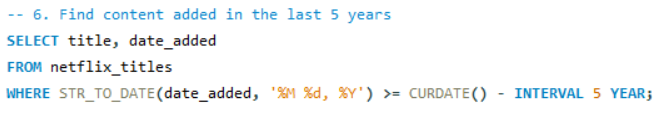 -- 6. Find content added in the last 5 years
SELECT title, date_added
FROM netflix_titles
WHERE STR_TO_DATE(date_added, '%M %d, %Y') >= CURDATE() - INTERVAL 5 YEAR;